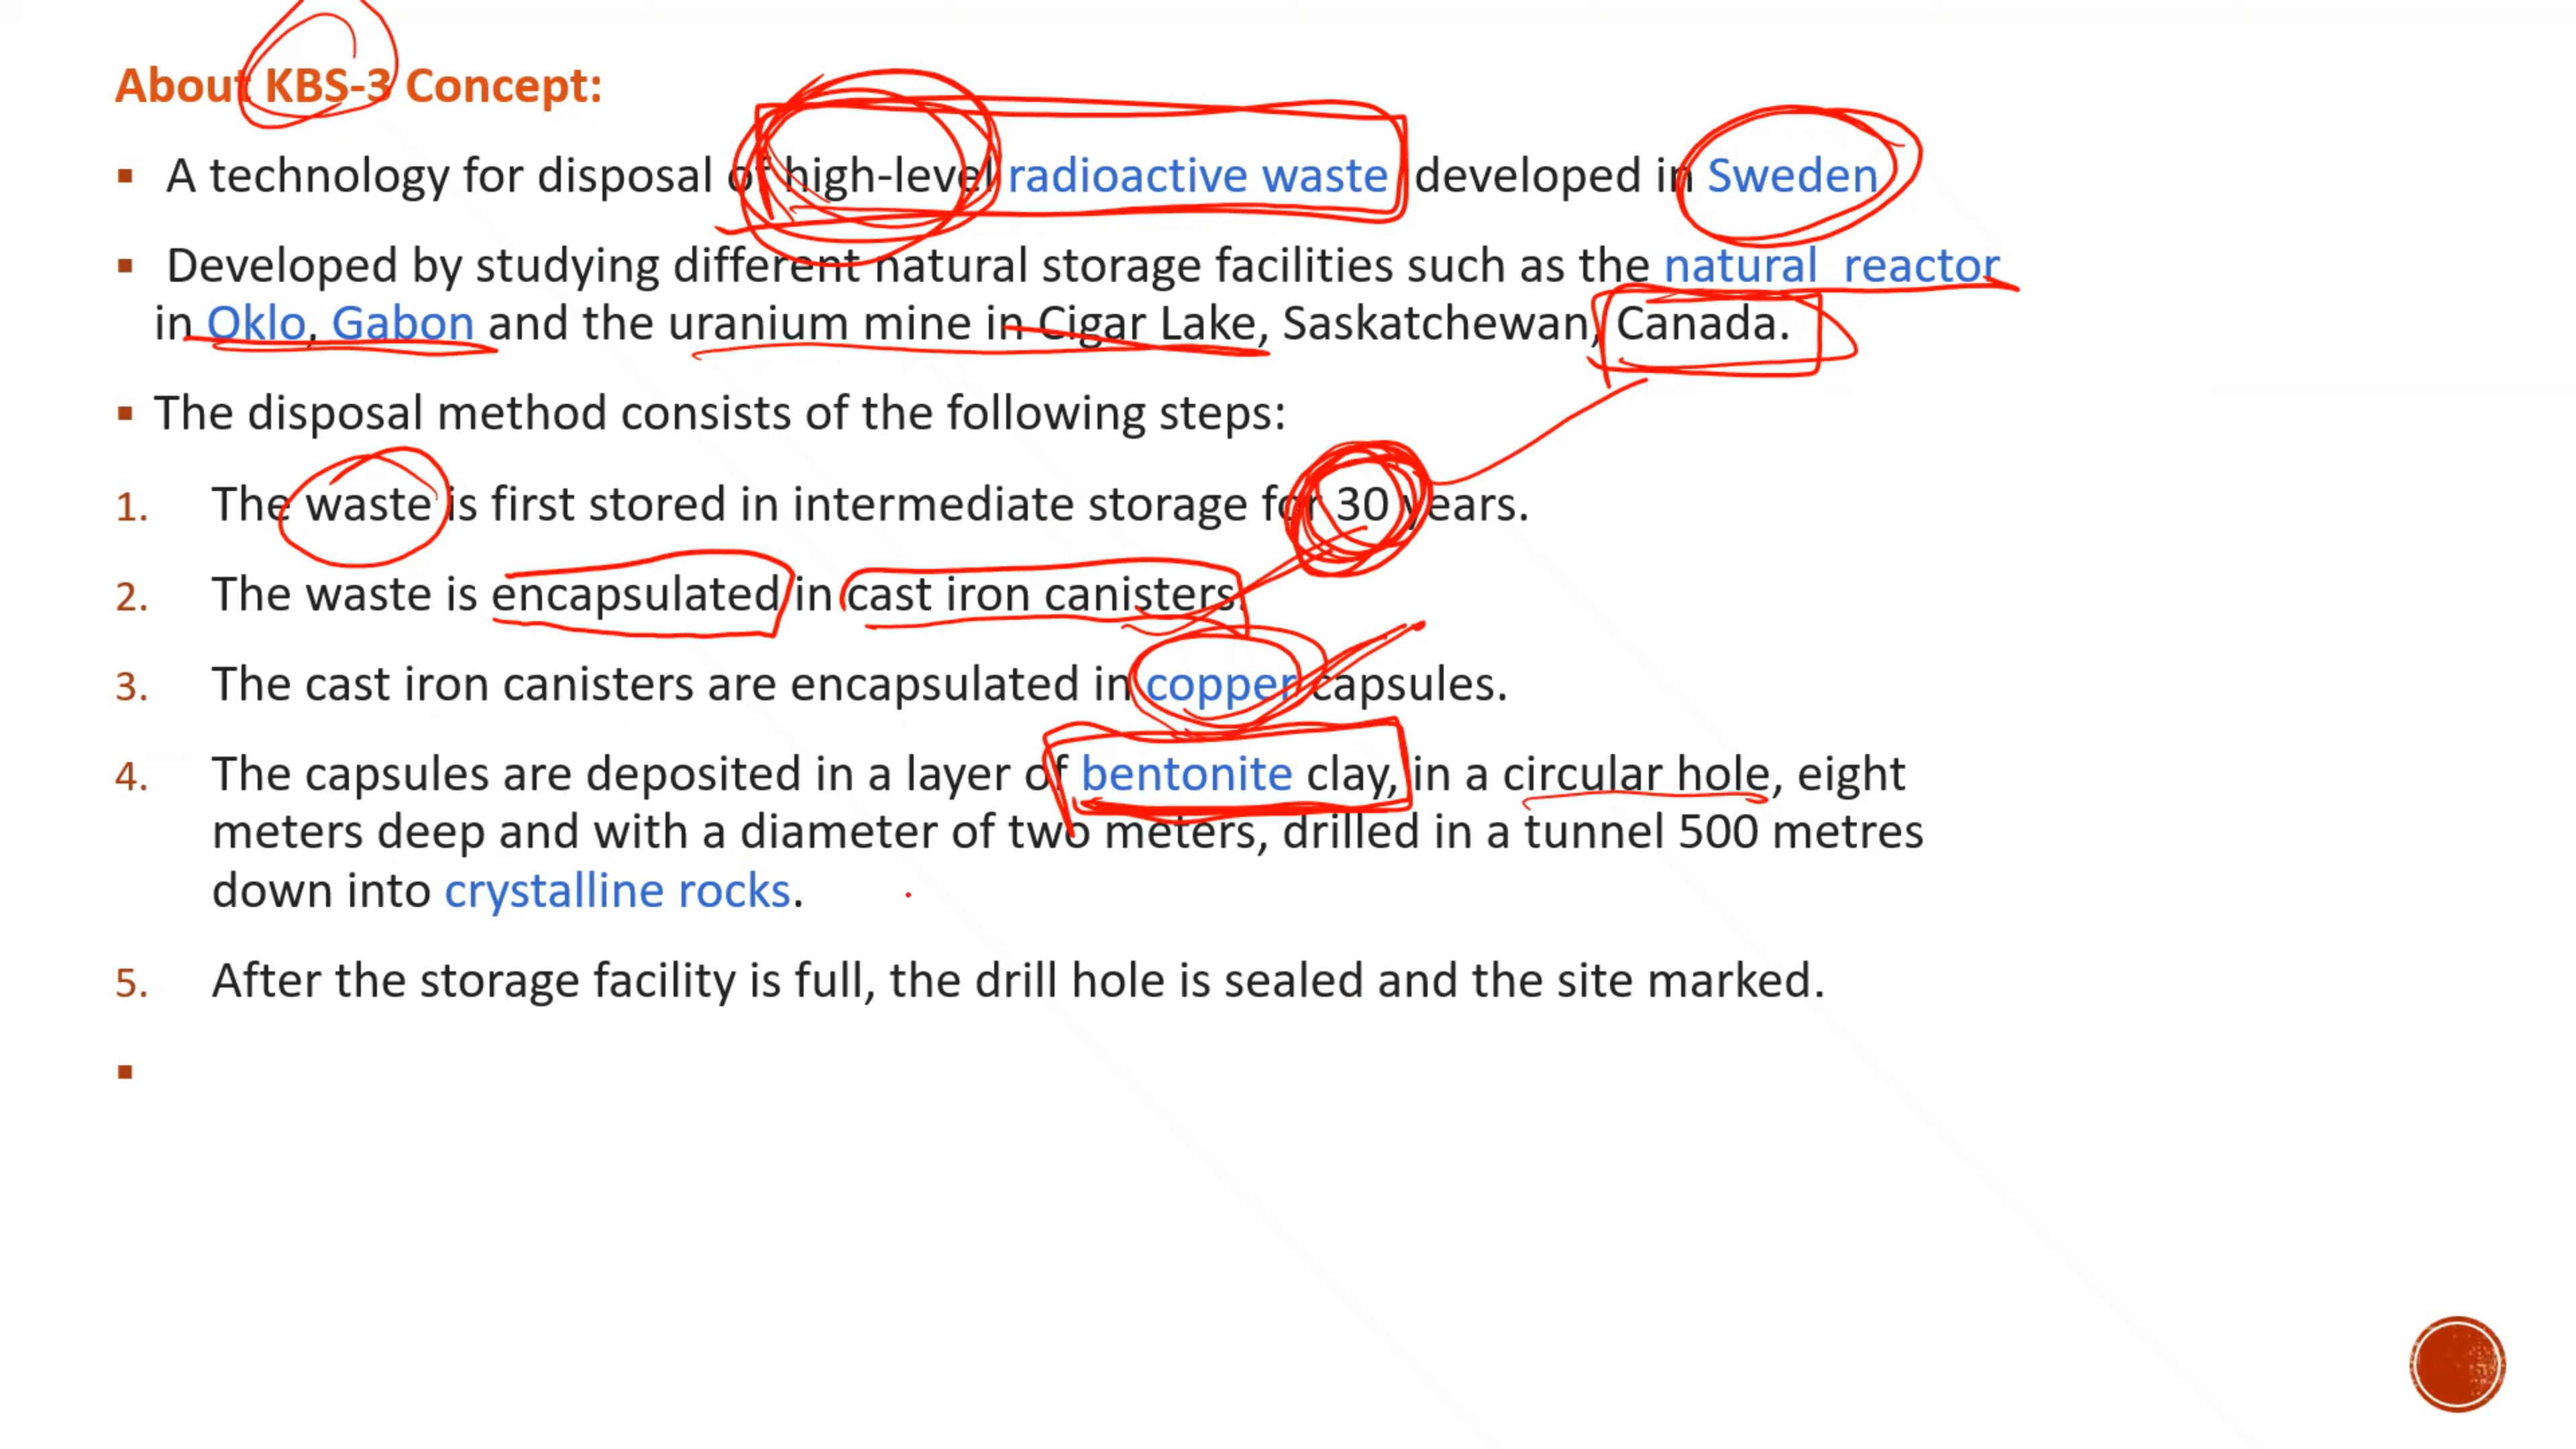 About KBS-3 Concept:
▪ A technology for disposal of high-level radioactive waste developed in Sweden
▪ Developed by studying different natural storage facilities such as the natural reactor
in Oklo, Gabon and the uranium mine in Cigar Lake, Saskatchewan, Canada.
▪ The disposal method consists of the following steps:
1. The waste is first stored in intermediate storage for 30 years.
2. The waste is encapsulated in cast iron canisters.
3. The cast iron canisters are encapsulated in copper capsules.
4. The capsules are deposited in a layer of bentonite clay, in a circular hole, eight
meters deep and with a diameter of two meters, drilled in a tunnel 500 metres
down into crystalline rocks.
5. After the storage facility is full, the drill hole is sealed and the site marked.
▪